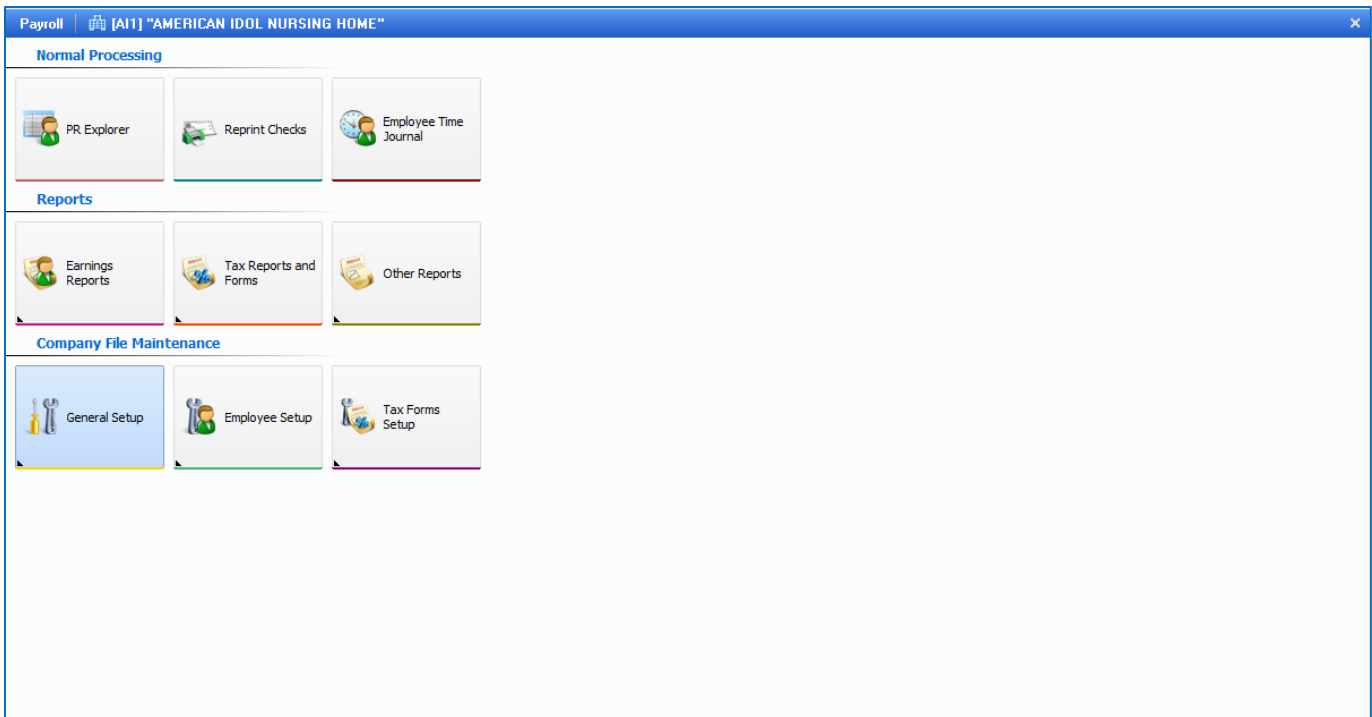 Payroll [AI1] "AMERICAN IDOL NURSING HOME"
Normal Processing
PR Explorer
Reprint Checks
Employee Time
Journal
Reports
Earnings
Reports
Tax Reports and
Forms
Other Reports
Company File Maintenance
General Setup
Employee Setup
Tax Forms
Setup